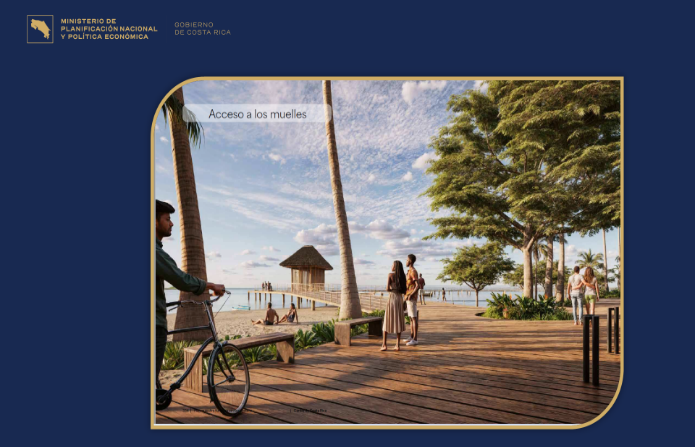 MINISTERIO DE
PLANIFICACIÓN NACIONAL
Y POLÍTICA ECONÓMICA
GOBIERNO
DE COSTA RICA
Acceso a los muelles